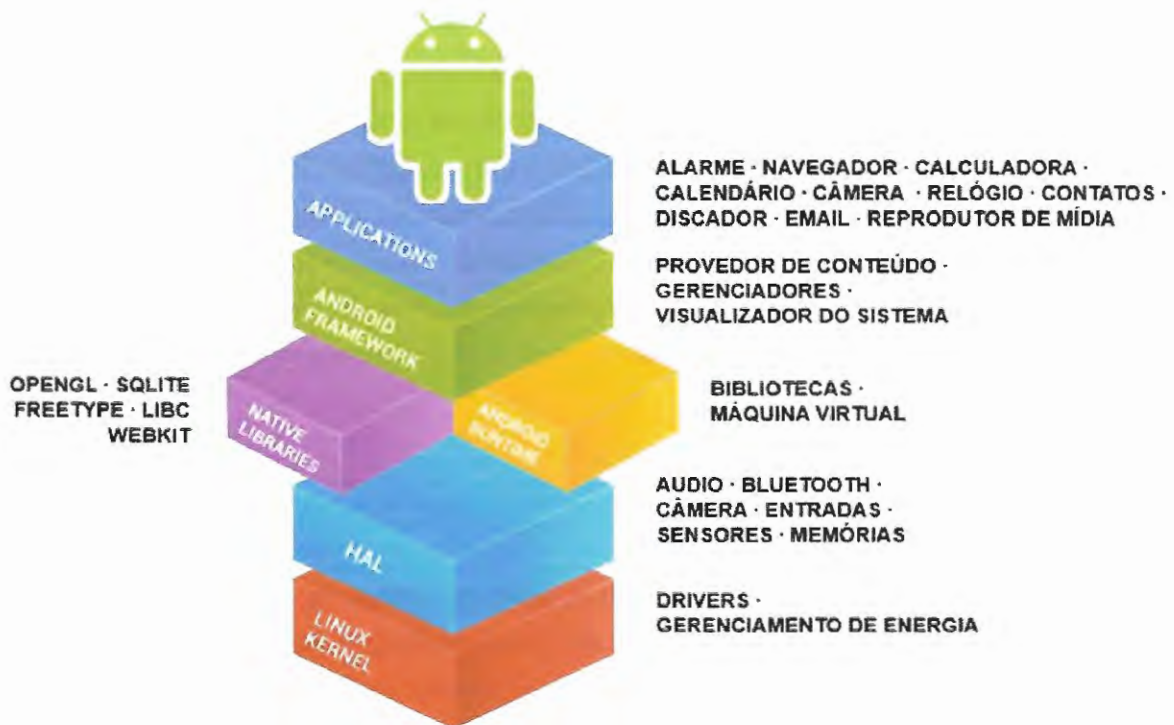 APPLICATIONS
ALARME · NAVEGADOR · CALCULADORA ·
CALENDÁRIO · CÂMERA · RELÓGIO · CONTATOS ·
DISCADOR · EMAIL · REPRODUTOR DE MÍDIA
ANDROID
FRAMEWORK
PROVEDOR DE CONTEÚDO ·
GERENCIADORES ·
VISUALIZADOR DO SISTEMA
OPENGL · SQLITE
FREETYPE · LIBC
WEBKIT
NATIVE
LIBRARIES
ANDROID
RUNTIME
BIBLIOTECAS ·
MÁQUINA VIRTUAL
HAL
AUDIO · BLUETOOTH ·
CÂMERA · ENTRADAS ·
SENSORES · MEMÓRIAS
LINUX
KERNEL
DRIVERS ·
GERENCIAMENTO DE ENERGIA